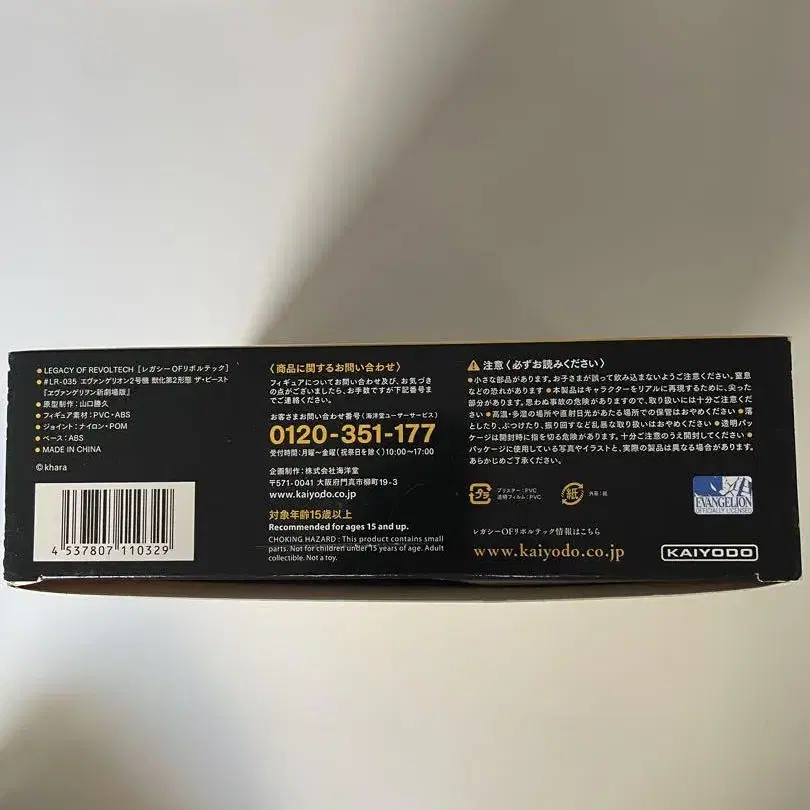 ● LEGACY OF REVOLTECH [レガシーOFリボルテック]
● #LR-035 ヱヴァンゲリオン2号機 獣化第2形態 ザ・ビースト
『ヱヴァンゲリヲン新劇場版』
● 原型制作：山口勝久
● フィギュア素材：PVC・ABS
● ジョイント：ナイロン・POM
● ベース：ABS
● MADE IN CHINA
©khara
4 537807 110329
〈商品に関するお問い合わせ〉
フィギュアについてお問い合わせ及び、お気づき
の点がございましたら、お手数ですが下記番号ま
でご連絡ください。
お客さまお問い合わせ番号(海洋堂ユーザーサービス)
0120-351-177
受付時間：月曜～金曜(祝祭日を除く)10:00～17:00
企画制作：株式会社海洋堂
〒571-0041 大阪府門真市柳町19-3
www.kaiyodo.co.jp
対象年齢15歳以上
Recommended for ages 15 and up.
CHOKING HAZARD : This product contains small
parts. Not for children under 15 years of age. Adult
collectible. Not a toy.
注意〈必ずお読みください〉
●小さな部品があります。お子さまが誤って飲み込まないようご注意ください。窒息
などの恐れがあります ●本製品はキャラクターをリアルに再現するために、尖った
部分があります。思わぬ事故の危険がありますので、取り扱いには十分ご注意くださ
い ●高温・多湿の場所や直射日光があたる場所での保管はおやめください ●落
としたり、ぶつけたり、振り回すなど乱暴な取り扱いはおやめください ●透明パッ
ケージは開封時に指を切る危険があります。十分ご注意のうえ開封してください ●
パッケージに使用している写真やイラストと、実際の製品は異なる場合があります。
あらかじめご了承ください。
プラ
ブリスター：PVC
透明フィルム：PVC
紙
外箱：紙
EVANGELION
OFFICIALLY LICENSED
レガシーOFリボルテック情報はこちら
www.kaiyodo.co.jp
KAIYODO